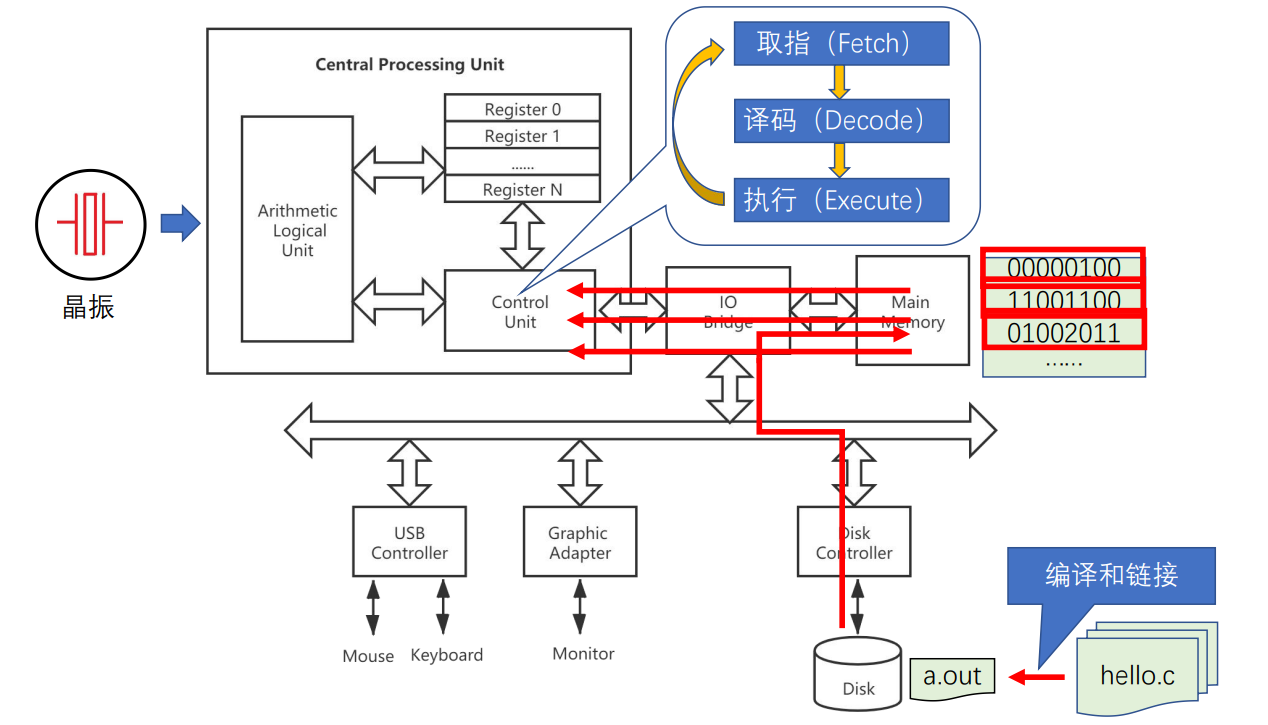 取指（Fetch）
译码（Decode）
执行（Execute）
Central Processing Unit
Register 0
Register 1
......
Register N
Arithmetic
Logical
Unit
晶振
Control
Unit
IO
Bridge
Main
Memory
00000100
11001100
01002011
......
USB
Controller
Graphic
Adapter
Disk
Controller
Mouse
Keyboard
Monitor
Disk
a.out
编译和链接
hello.c